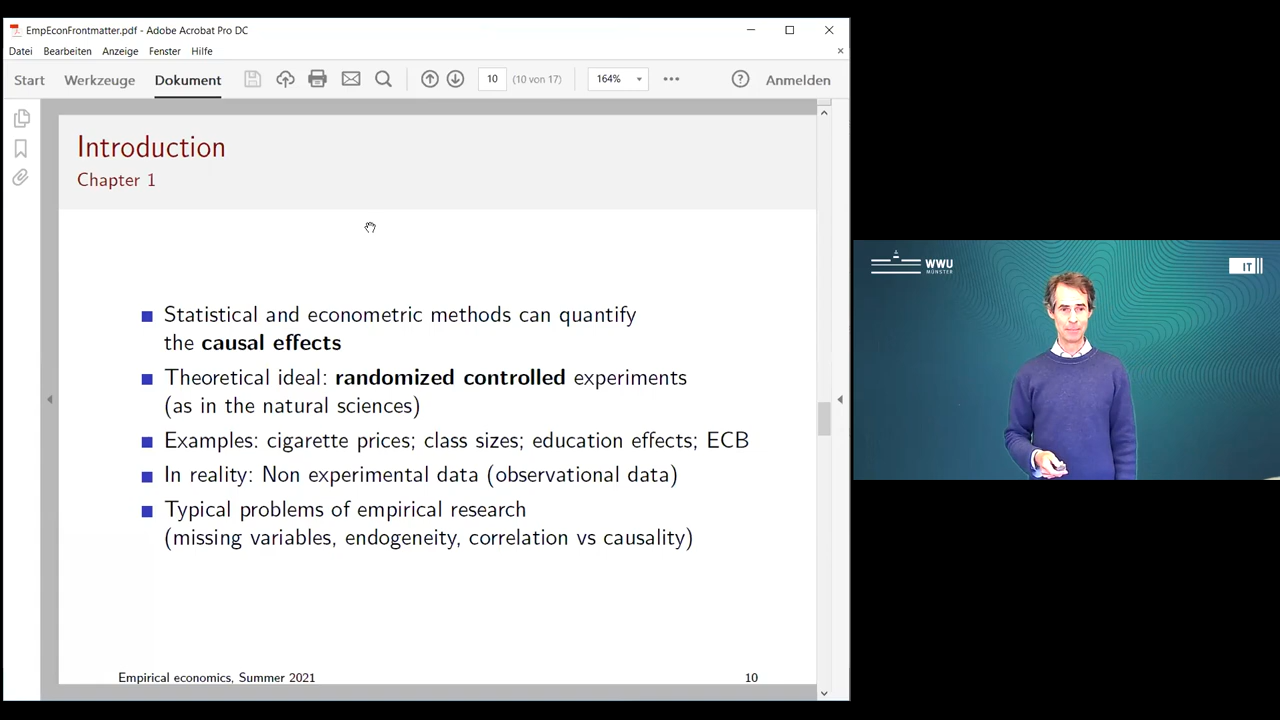 EmpEconFrontmatter.pdf - Adobe Acrobat Pro DC
Datei Bearbeiten Anzeige Fenster Hilfe
Start Werkzeuge Dokument 10 (10 von 17) 164% Anmelden
Introduction
Chapter 1
Statistical and econometric methods can quantify
the causal effects
Theoretical ideal: randomized controlled experiments
(as in the natural sciences)
Examples: cigarette prices; class sizes; education effects; ECB
In reality: Non experimental data (observational data)
Typical problems of empirical research
(missing variables, endogeneity, correlation vs causality)
Empirical economics, Summer 2021 10
WWU
MÜNSTER
IT